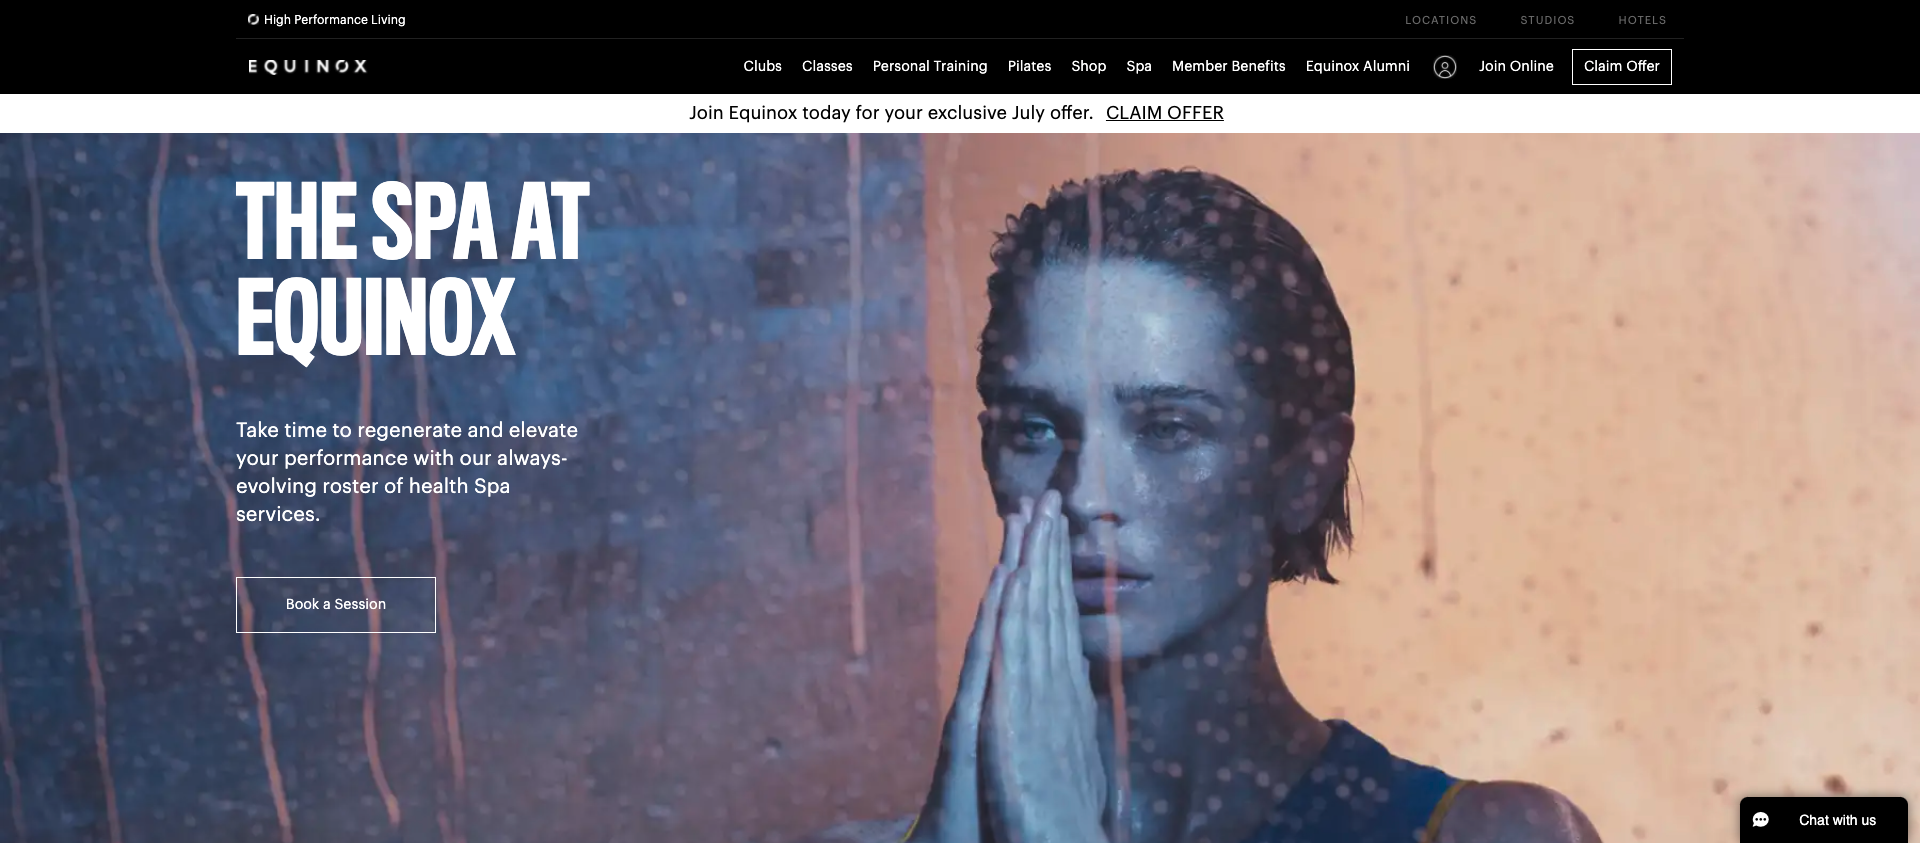 High Performance Living
LOCATIONS STUDIOS HOTELS
EQUINOX
Clubs Classes Personal Training Pilates Shop Spa Member Benefits Equinox Alumni Join Online Claim Offer
Join Equinox today for your exclusive July offer. CLAIM OFFER
THE SPA AT
EQUINOX
Take time to regenerate and elevate
your performance with our always-
evolving roster of health Spa
services.
Book a Session
Chat with us